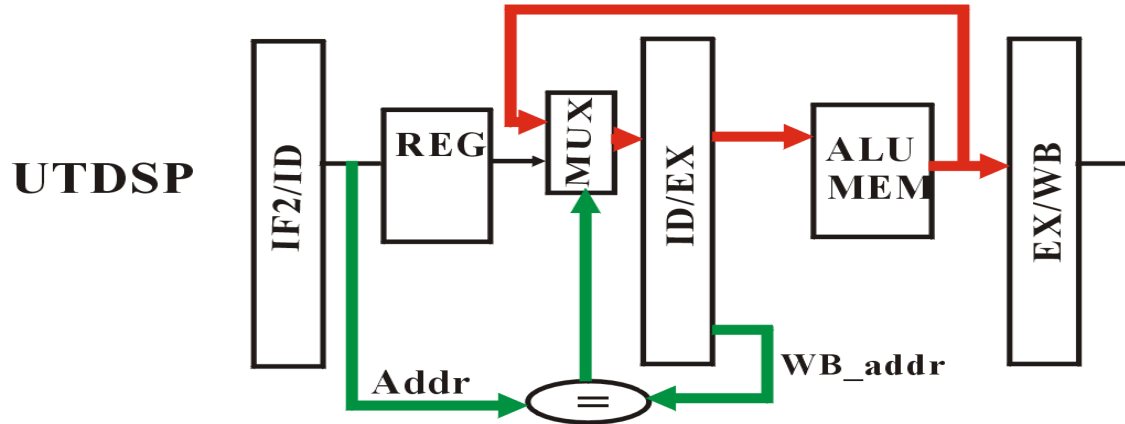 UTDSP
IF2/ID
REG
MUX
ID/EX
ALU
MEM
EX/WB
Addr
=
WB_addr